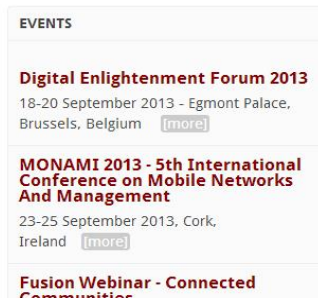 EVENTS
Digital Enlightenment Forum 2013
18-20 September 2013 - Egmont Palace,
Brussels, Belgium [more]
MONAMI 2013 - 5th International
Conference on Mobile Networks
And Management
23-25 September 2013, Cork,
Ireland [more]
Fusion Webinar - Connected
Communities